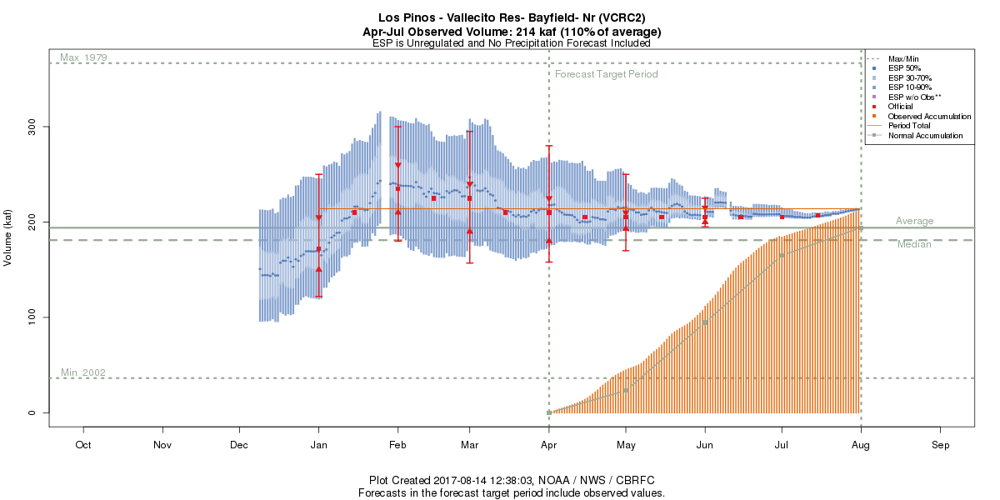 Los Pinos - Vallecito Res- Bayfield- Nr (VCRC2)
Apr-Jul Observed Volume: 214 kaf (110% of average)
ESP is Unregulated and No Precipitation Forecast Included
Max 1979
Forecast Target Period
Max/Min
ESP 50%
ESP 30-70%
ESP 10-90%
ESP w/o Obs**
Official
Observed Accumulation
Period Total
Normal Accumulation
300
200
100
0
Volume (kaf)
Average
Median
Min 2002
Oct Nov Dec Jan Feb Mar Apr May Jun Jul Aug Sep
Plot Created 2017-08-14 12:38:03, NOAA / NWS / CBRFC
Forecasts in the forecast target period include observed values.